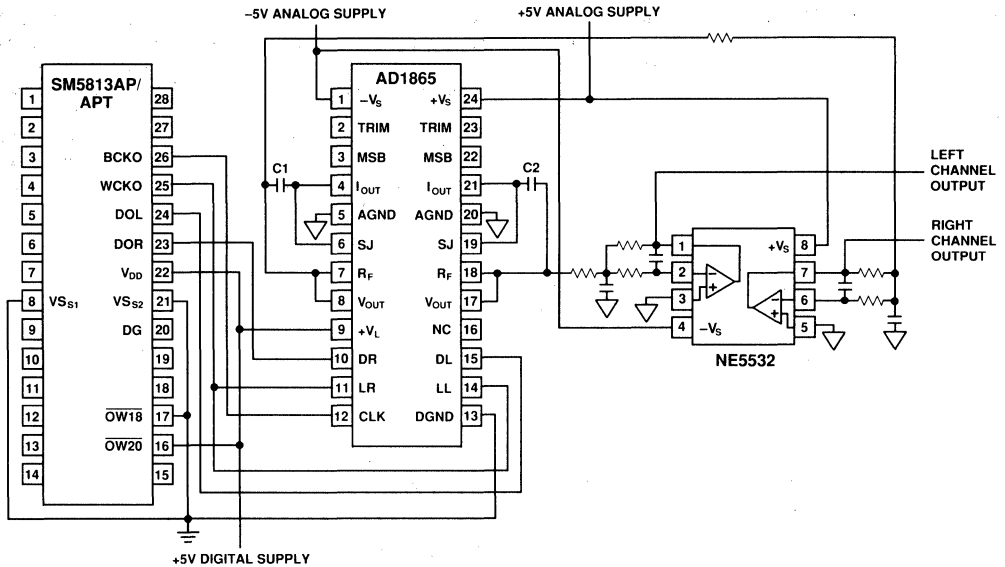 −5V ANALOG SUPPLY
+5V ANALOG SUPPLY
SM5813AP/
APT
1
2
3
4
5
6
7
8 VSS1
9
10
11
12
13
14
28
27
BCKO 26
WCKO 25
DOL 24
DOR 23
VDD 22
VSS2 21
DG 20
19
18
OW18 17
OW20 16
15
C1
AD1865
1 −VS
2 TRIM
3 MSB
4 IOUT
5 AGND
6 SJ
7 RF
8 VOUT
9 +VL
10 DR
11 LR
12 CLK
+VS 24
TRIM 23
MSB 22
IOUT 21
AGND 20
SJ 19
RF 18
VOUT 17
NC 16
DL 15
LL 14
DGND 13
C2
1
2
3
4 −VS
+VS 8
7
6
5
NE5532
LEFT
CHANNEL
OUTPUT
RIGHT
CHANNEL
OUTPUT
+5V DIGITAL SUPPLY